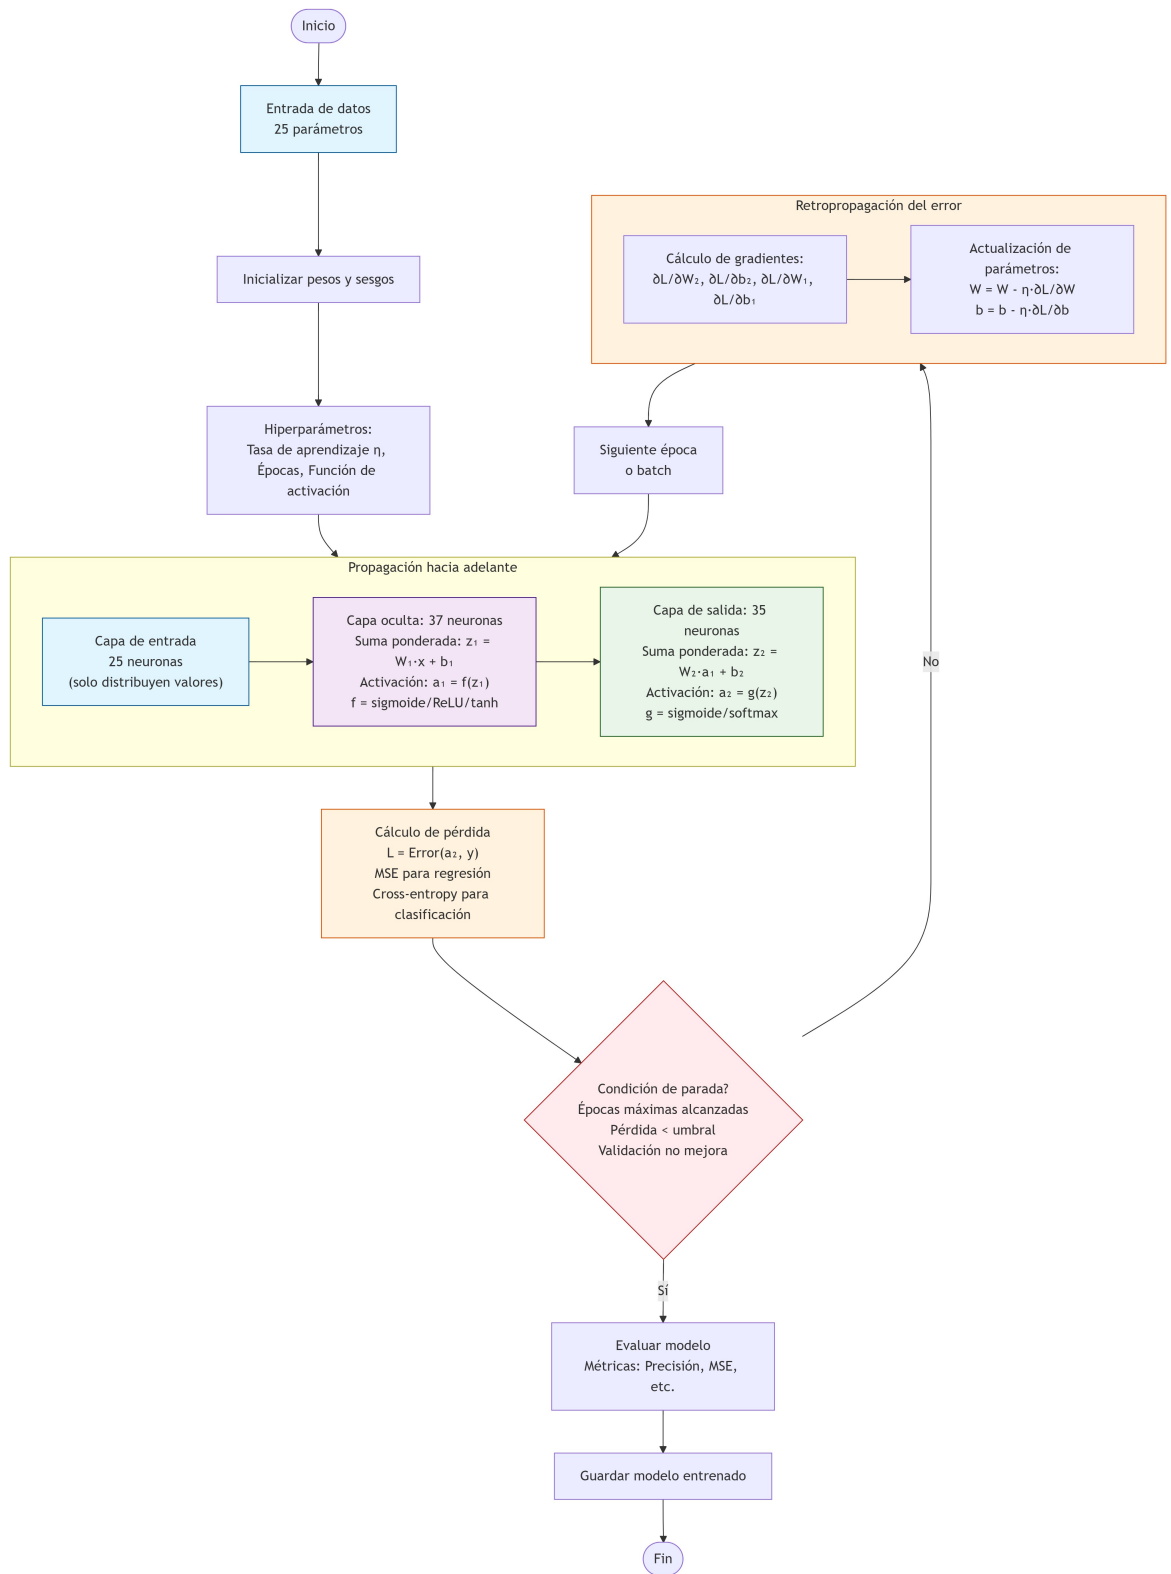 Inicio
Entrada de datos
25 parámetros
Inicializar pesos y sesgos
Hiperparámetros:
Tasa de aprendizaje η,
Épocas, Función de
activación
Retropropagación del error
Cálculo de gradientes:
∂L/∂W₂, ∂L/∂b₂, ∂L/∂W₁,
∂L/∂b₁
Actualización de
parámetros:
W = W - η·∂L/∂W
b = b - η·∂L/∂b
Siguiente época
o batch
Propagación hacia adelante
Capa de entrada
25 neuronas
(solo distribuyen valores)
Capa oculta: 37 neuronas
Suma ponderada: z₁ =
W₁·x + b₁
Activación: a₁ = f(z₁)
f = sigmoide/ReLU/tanh
Capa de salida: 35
neuronas
Suma ponderada: z₂ =
W₂·a₁ + b₂
Activación: a₂ = g(z₂)
g = sigmoide/softmax
Cálculo de pérdida
L = Error(a₂, y)
MSE para regresión
Cross-entropy para
clasificación
Condición de parada?
Épocas máximas alcanzadas
Pérdida < umbral
Validación no mejora
No
Sí
Evaluar modelo
Métricas: Precisión, MSE,
etc.
Guardar modelo entrenado
Fin